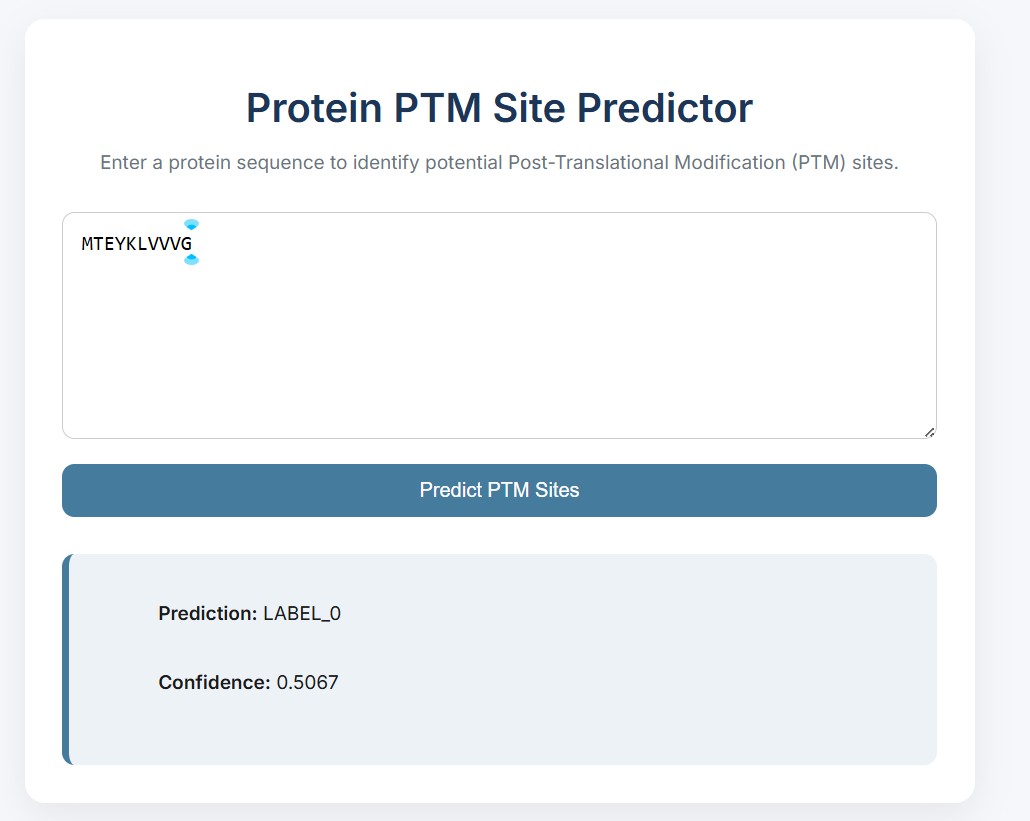 Protein PTM Site Predictor
Enter a protein sequence to identify potential Post-Translational Modification (PTM) sites.
MTEYKLVVVG
Predict PTM Sites
Prediction: LABEL_0
Confidence: 0.5067